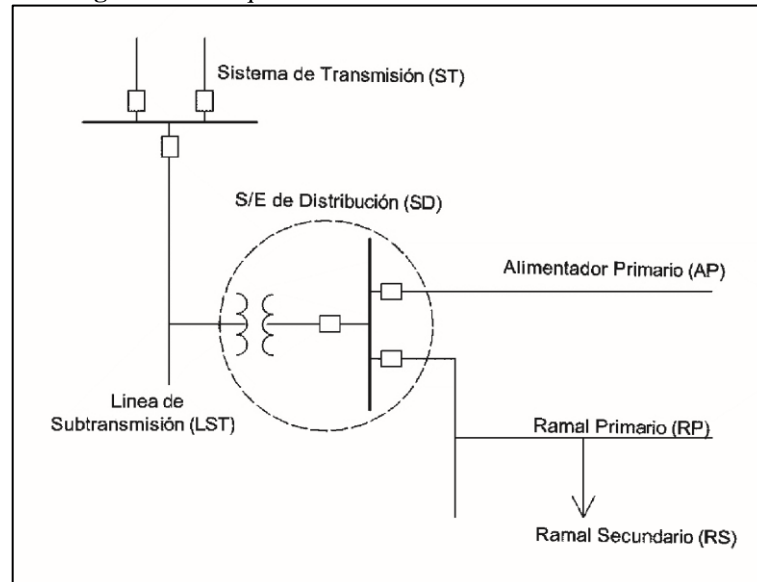 Sistema de Transmisión (ST)
S/E de Distribución (SD)
Alimentador Primario (AP)
Linea de
Subtransmisión (LST)
Ramal Primario (RP)
Ramal Secundario (RS)